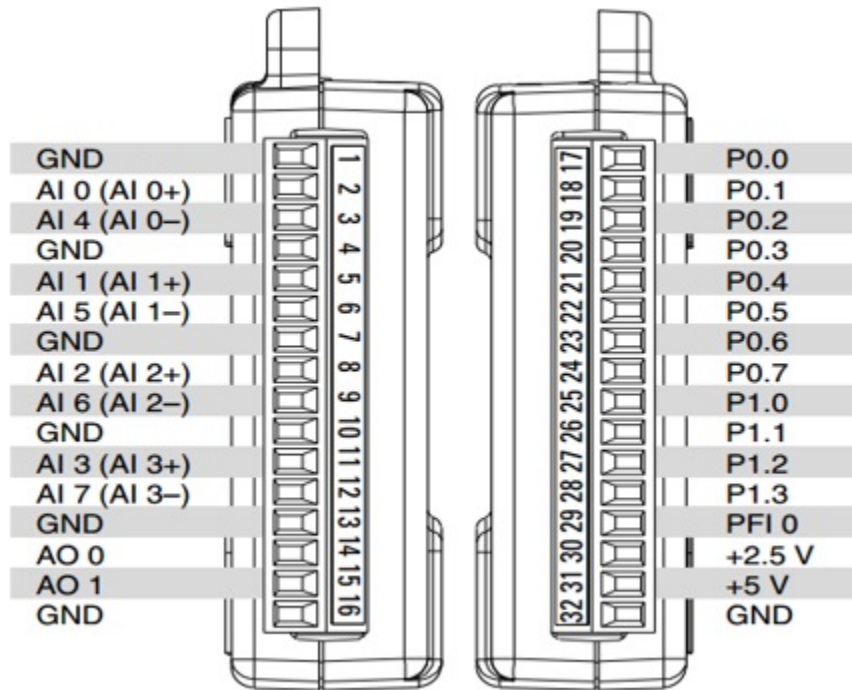 GND
AI 0 (AI 0+)
AI 4 (AI 0–)
GND
AI 1 (AI 1+)
AI 5 (AI 1–)
GND
AI 2 (AI 2+)
AI 6 (AI 2–)
GND
AI 3 (AI 3+)
AI 7 (AI 3–)
GND
AO 0
AO 1
GND
1
2
3
4
5
6
7
8
9
10
11
12
13
14
15
16
17
18
19
20
21
22
23
24
25
26
27
28
29
30
31
32
P0.0
P0.1
P0.2
P0.3
P0.4
P0.5
P0.6
P0.7
P1.0
P1.1
P1.2
P1.3
PFI 0
+2.5 V
+5 V
GND